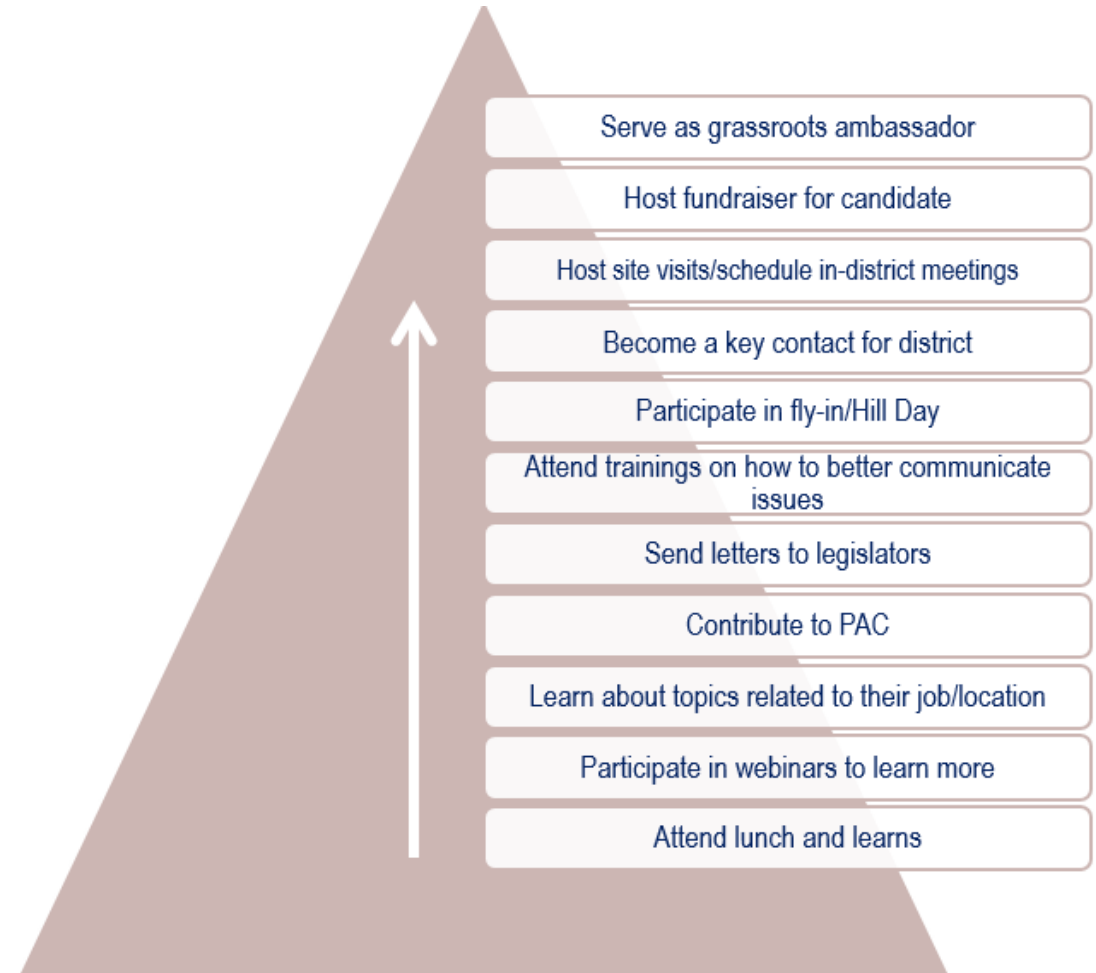 Serve as grassroots ambassador
Host fundraiser for candidate
Host site visits/schedule in-district meetings
Become a key contact for district
Participate in fly-in/Hill Day
Attend trainings on how to better communicate
issues
Send letters to legislators
Contribute to PAC
Learn about topics related to their job/location
Participate in webinars to learn more
Attend lunch and learns